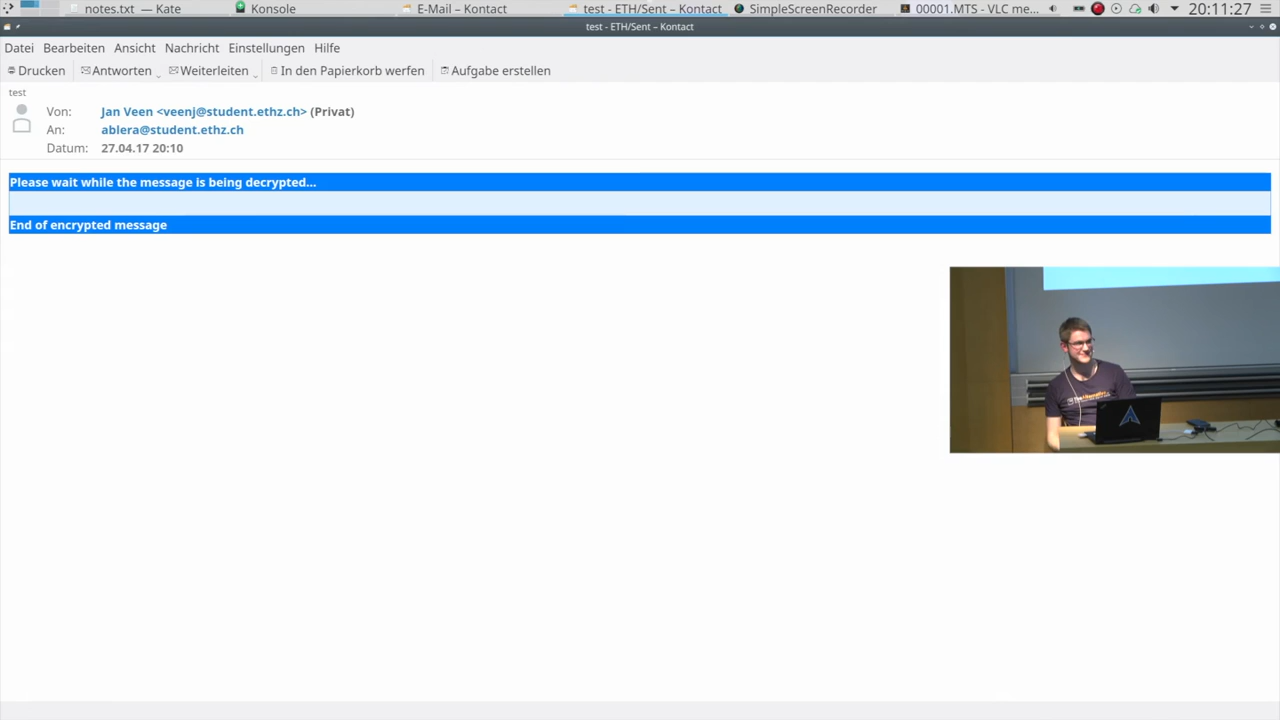 notes.txt — Kate
Konsole
E-Mail – Kontact
test - ETH/Sent – Kontact
SimpleScreenRecorder
00001.MTS - VLC me...
20:11:27
test - ETH/Sent – Kontact
Datei Bearbeiten Ansicht Nachricht Einstellungen Hilfe
Drucken Antworten Weiterleiten In den Papierkorb werfen Aufgabe erstellen
test
Von: Jan Veen <veenj@student.ethz.ch> (Privat)
An: ablera@student.ethz.ch
Datum: 27.04.17 20:10
Please wait while the message is being decrypted...
End of encrypted message